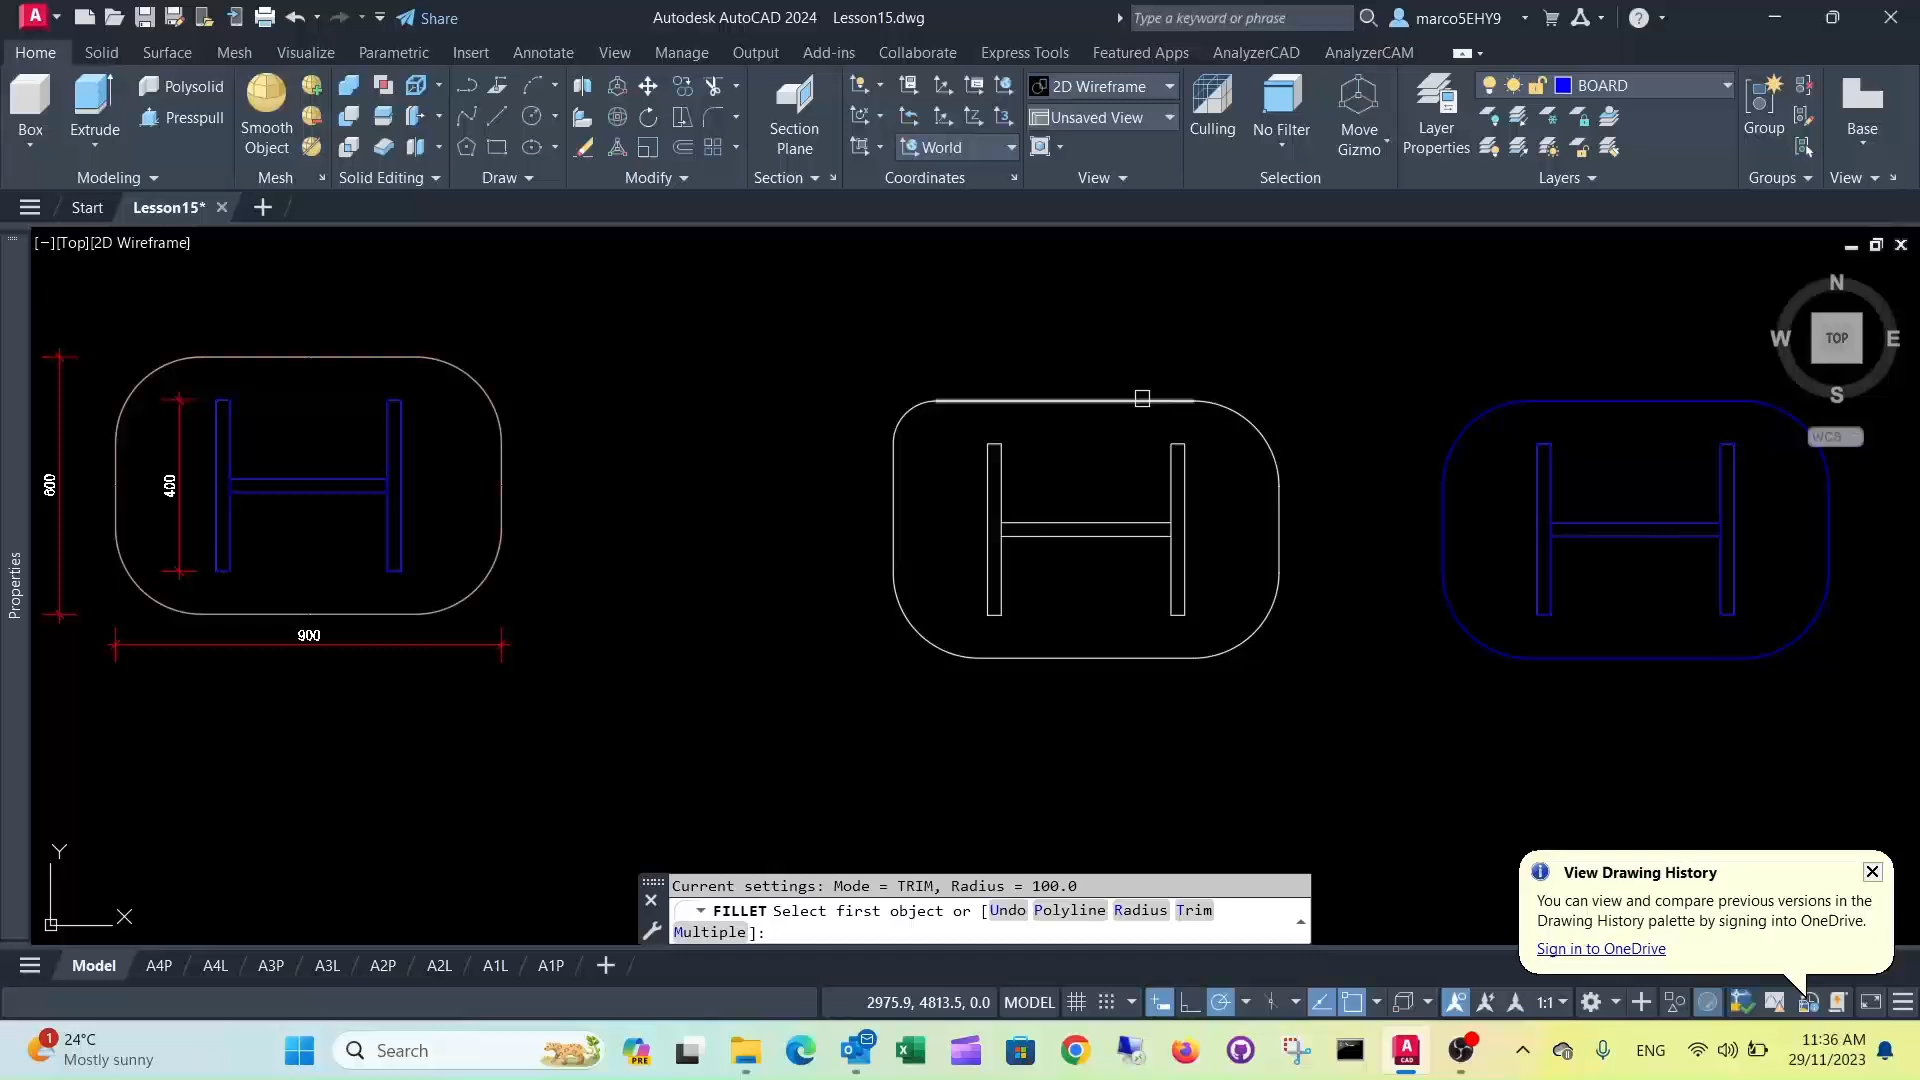 Share
Autodesk AutoCAD 2024 Lesson15.dwg
Type a keyword or phrase
marco5EHY9
Home Solid Surface Mesh Visualize Parametric Insert Annotate View Manage Output Add-ins Collaborate Express Tools Featured Apps AnalyzerCAD AnalyzerCAM
Box
Extrude
Polysolid
Presspull
Smooth
Object
Section
Plane
World
2D Wireframe
Unsaved View
Culling
No Filter
Move
Gizmo
Layer
Properties
BOARD
Group
Base
Modeling Mesh Solid Editing Draw Modify Section Coordinates View Selection Layers Groups View
Start Lesson15*
[−][Top][2D Wireframe]
Properties
600
400
900
N
W
TOP
E
S
WCS
Y
X
Current settings: Mode = TRIM, Radius = 100.0
FILLET Select first object or [Undo Polyline Radius Trim
Multiple]:
View Drawing History
You can view and compare previous versions in the
Drawing History palette by signing into OneDrive.
Sign in to OneDrive
Model A4P A4L A3P A3L A2P A2L A1L A1P
2975.9, 4813.5, 0.0 MODEL
1:1
1
24°C
Mostly sunny
Search
PRE
ENG
11:36 AM
29/11/2023